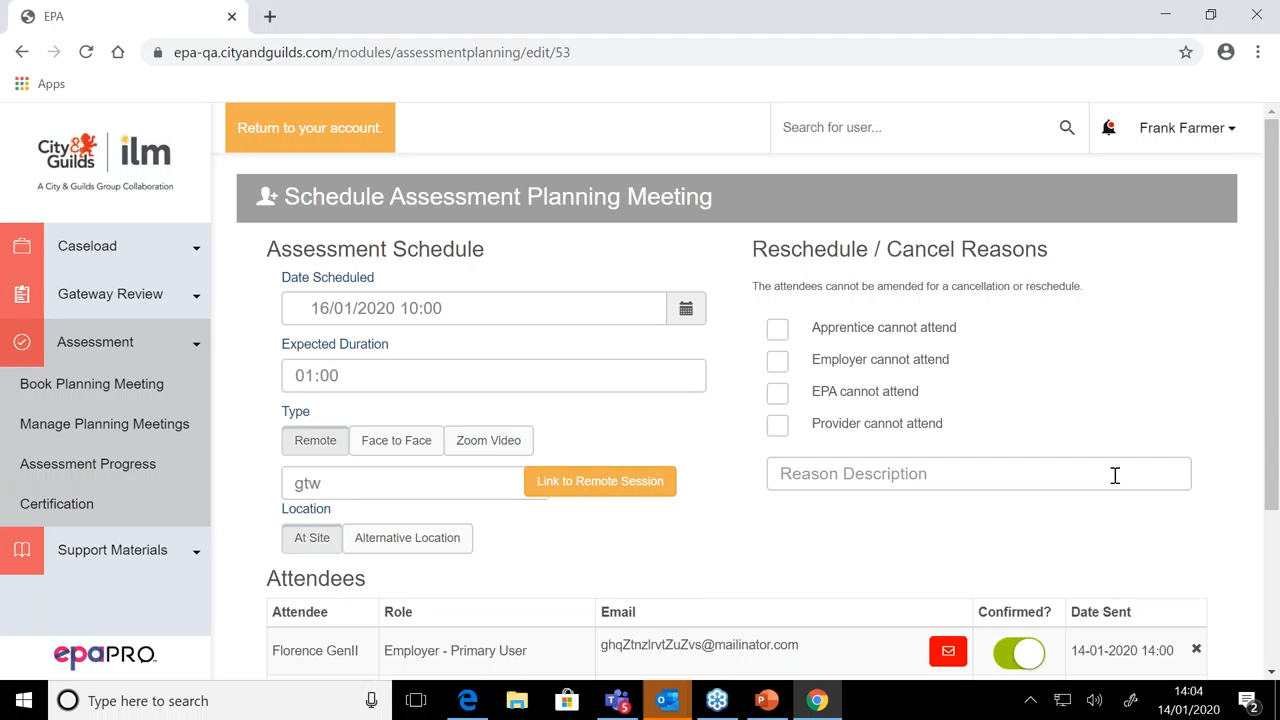 EPA
epa-qa.cityandguilds.com/modules/assessmentplanning/edit/53
Apps
City & Guilds
ilm
A City & Guilds Group Collaboration
Return to your account.
Search for user...
Frank Farmer
Caseload
Gateway Review
Assessment
Book Planning Meeting
Manage Planning Meetings
Assessment Progress
Certification
Support Materials
epaPRO
Schedule Assessment Planning Meeting
Assessment Schedule
Date Scheduled
16/01/2020 10:00
Expected Duration
01:00
Type
Remote Face to Face Zoom Video
gtw
Link to Remote Session
Location
At Site Alternative Location
Reschedule / Cancel Reasons
The attendees cannot be amended for a cancellation or reschedule.
Apprentice cannot attend
Employer cannot attend
EPA cannot attend
Provider cannot attend
Reason Description
Attendees
Attendee Role Email Confirmed? Date Sent
Florence GenII Employer - Primary User ghqZtnzlrvtZuZvs@mailinator.com 14-01-2020 14:00
Type here to search
5
14:04
14/01/2020
2